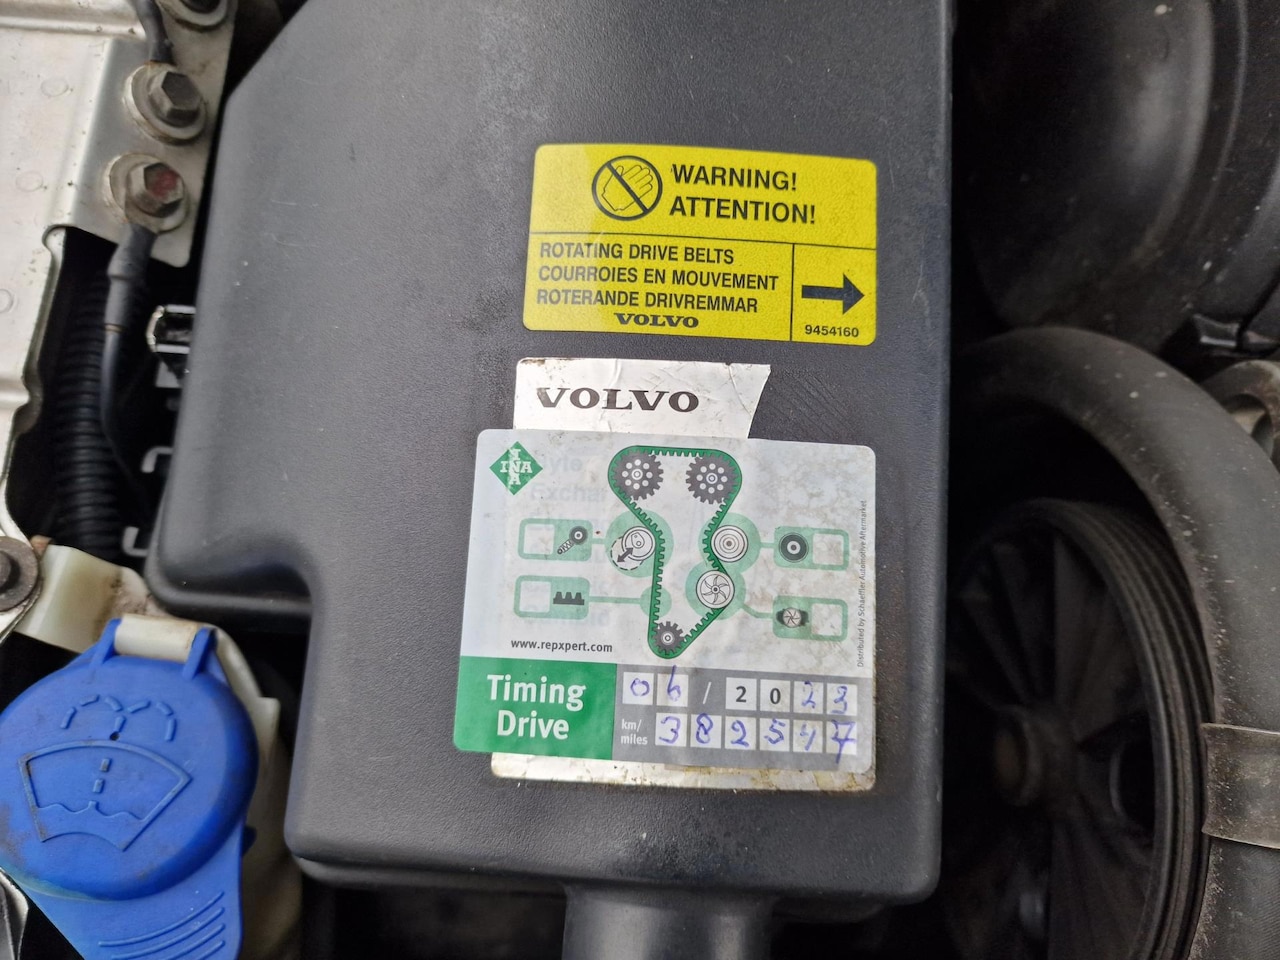 WARNING!
ATTENTION!
ROTATING DRIVE BELTS
COURROIES EN MOUVEMENT
ROTERANDE DRIVREMMAR
VOLVO
9454160
VOLVO
INA
Distributed by Schaeffler Automotive Aftermarket
www.repxpert.com
Timing
Drive
06 / 2023
km/
miles
3825